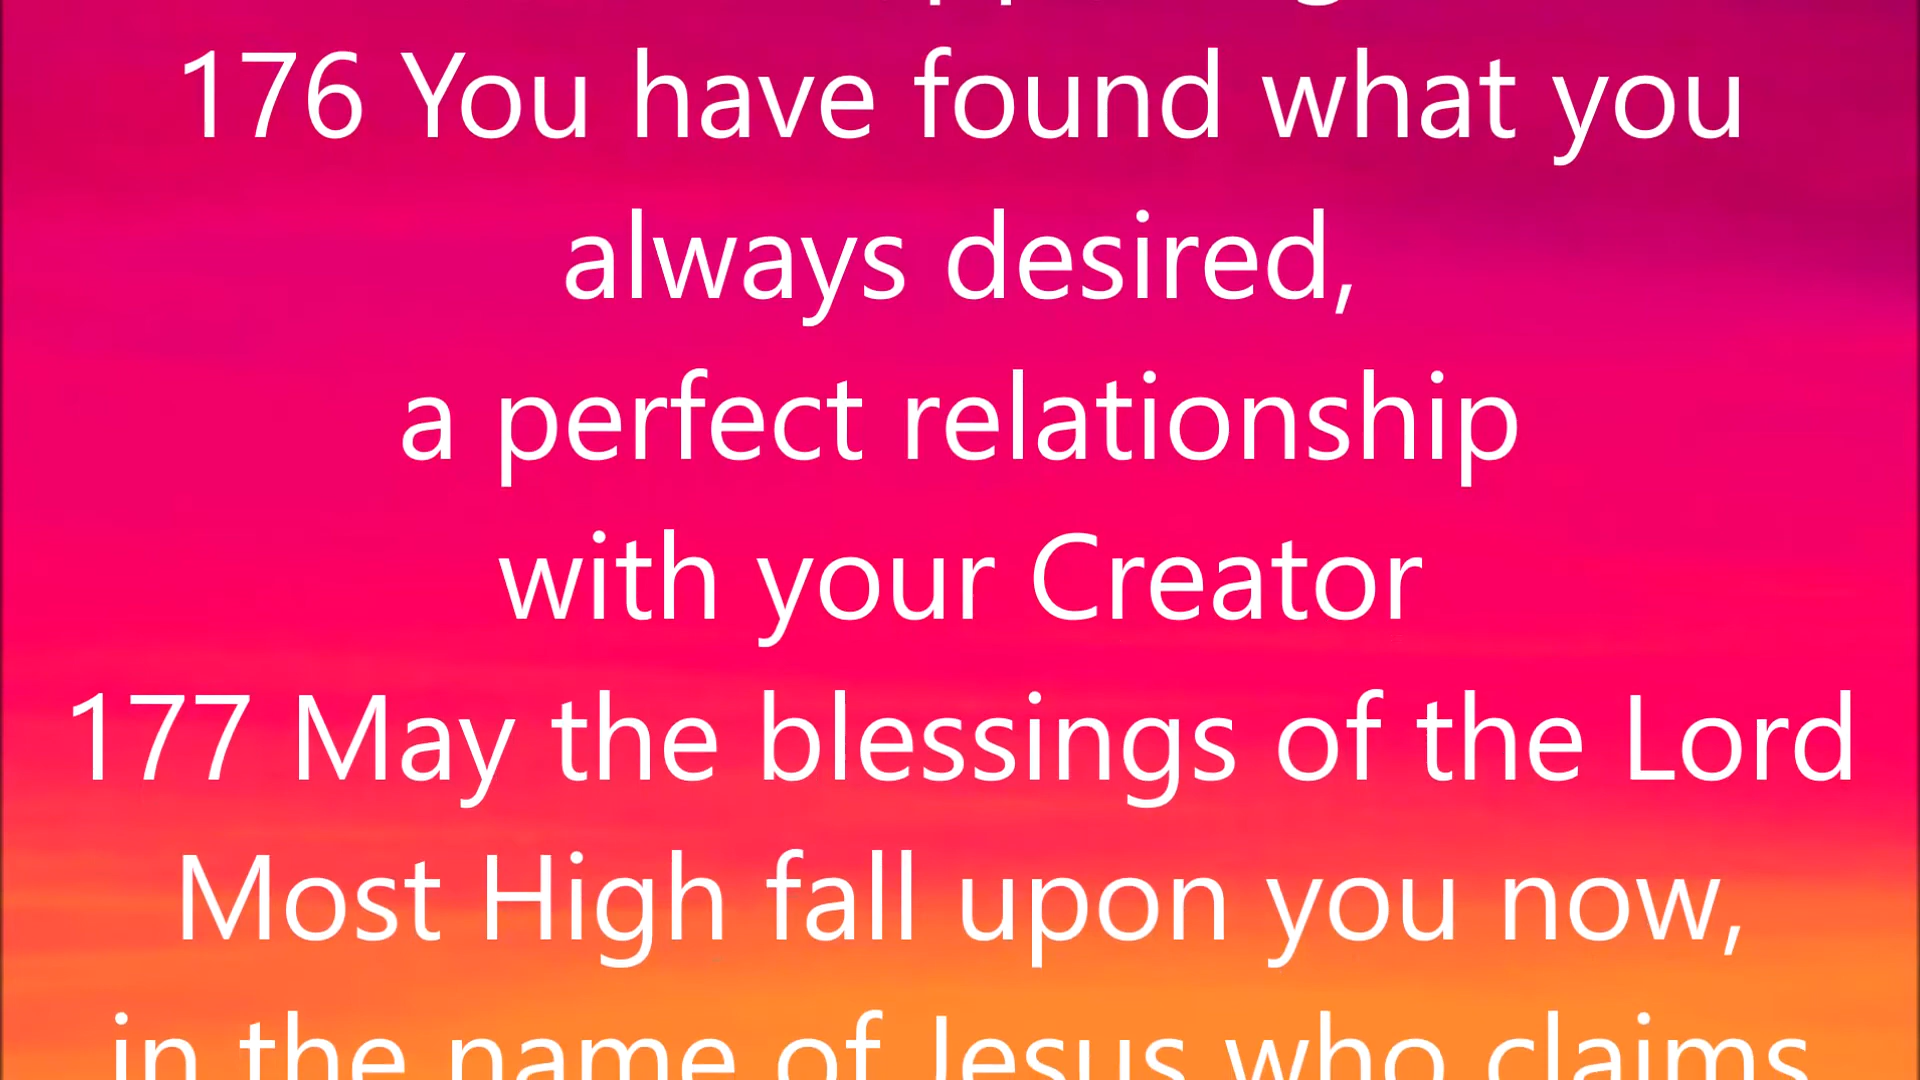 176 You have found what you
always desired,
a perfect relationship
with your Creator
177 May the blessings of the Lord
Most High fall upon you now,
in the name of Jesus who claims